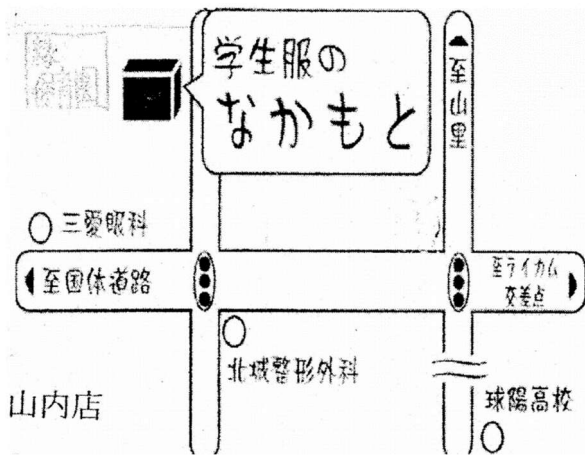 学生服の
なかもと
至山里
三愛眼科
至国体道路
至ライカム
交差点
北城整形外科
山内店
球陽高校